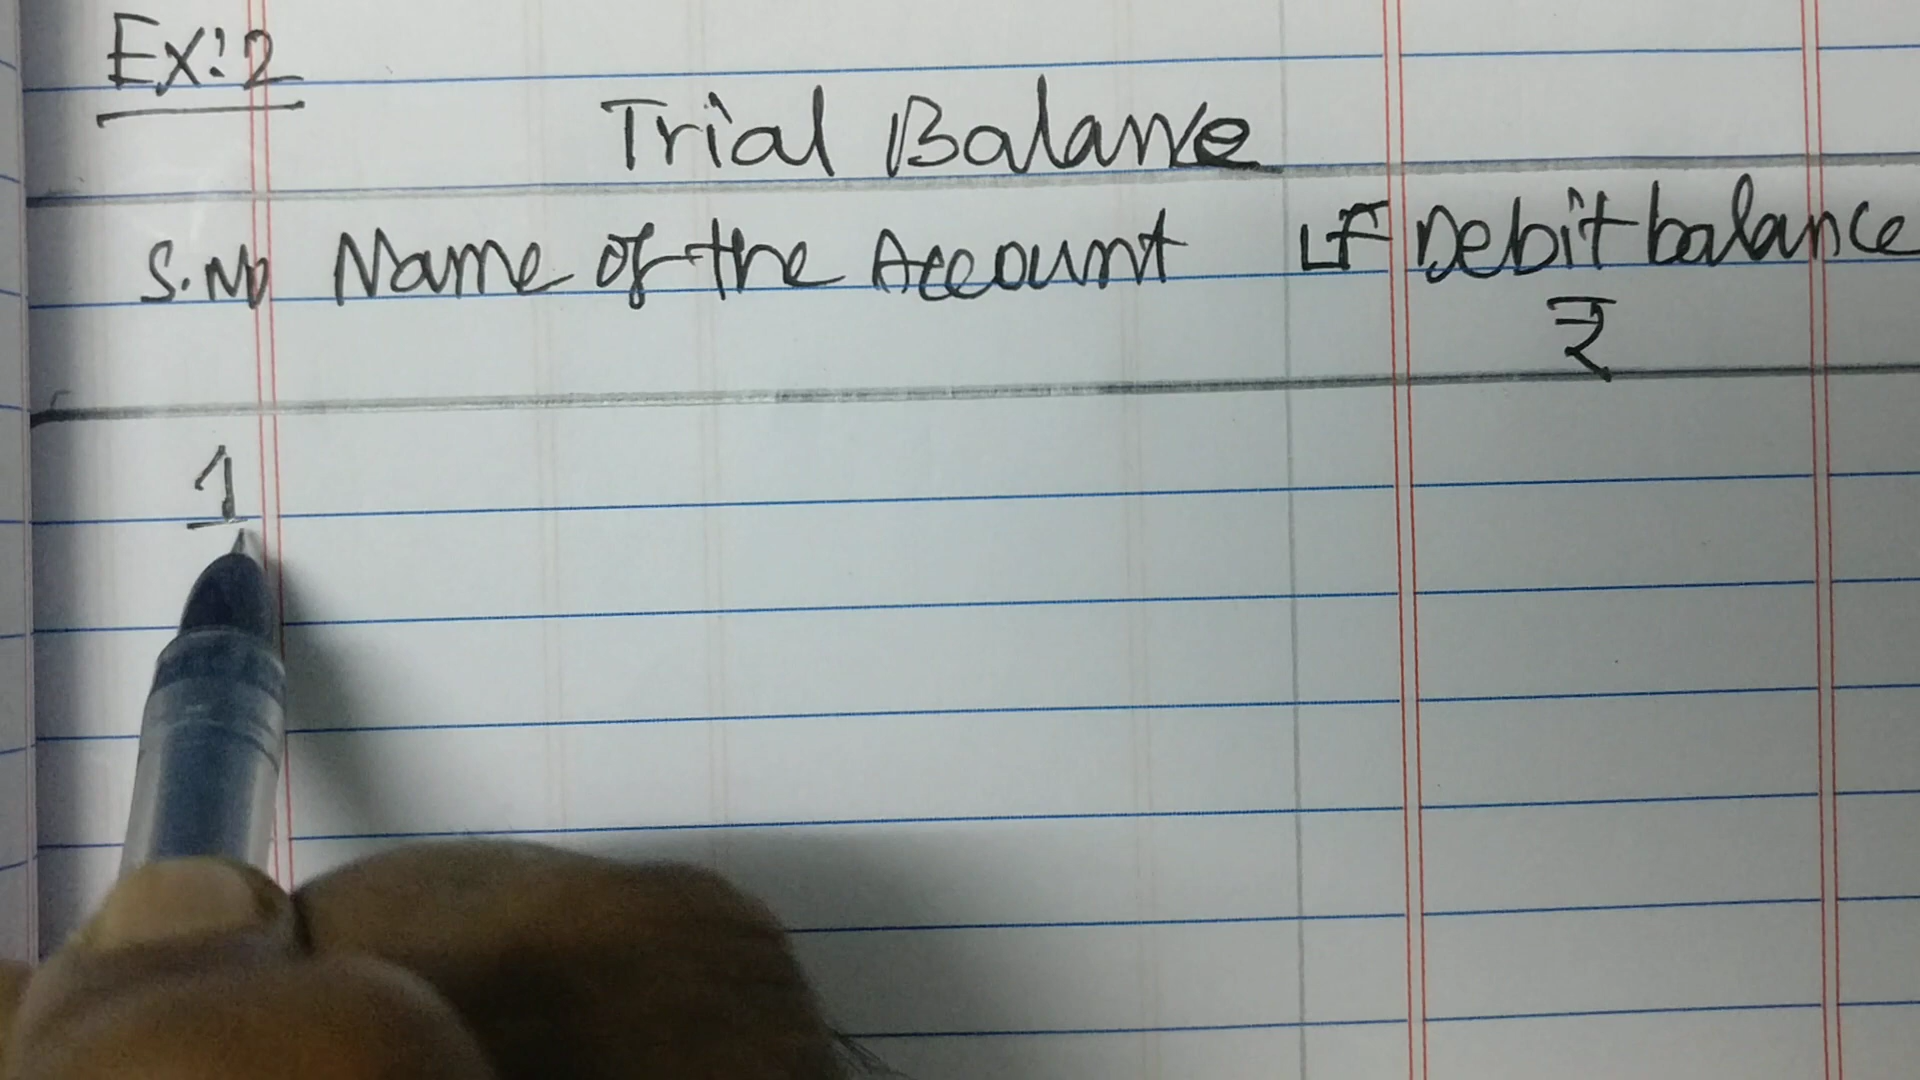 Ex:2
Trial Balance
S.No Name of the Account LF Debit balance
₹
1